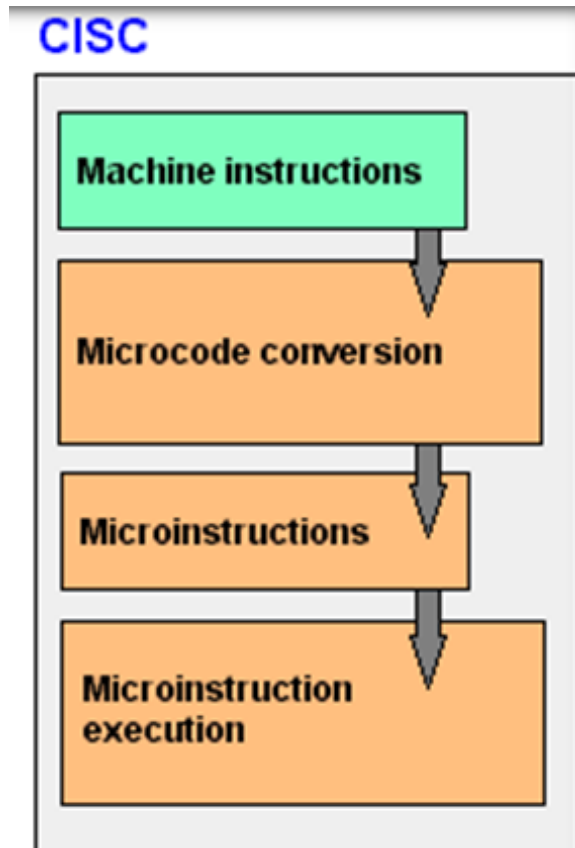 CISC
Machine instructions
Microcode conversion
Microinstructions
Microinstruction
execution